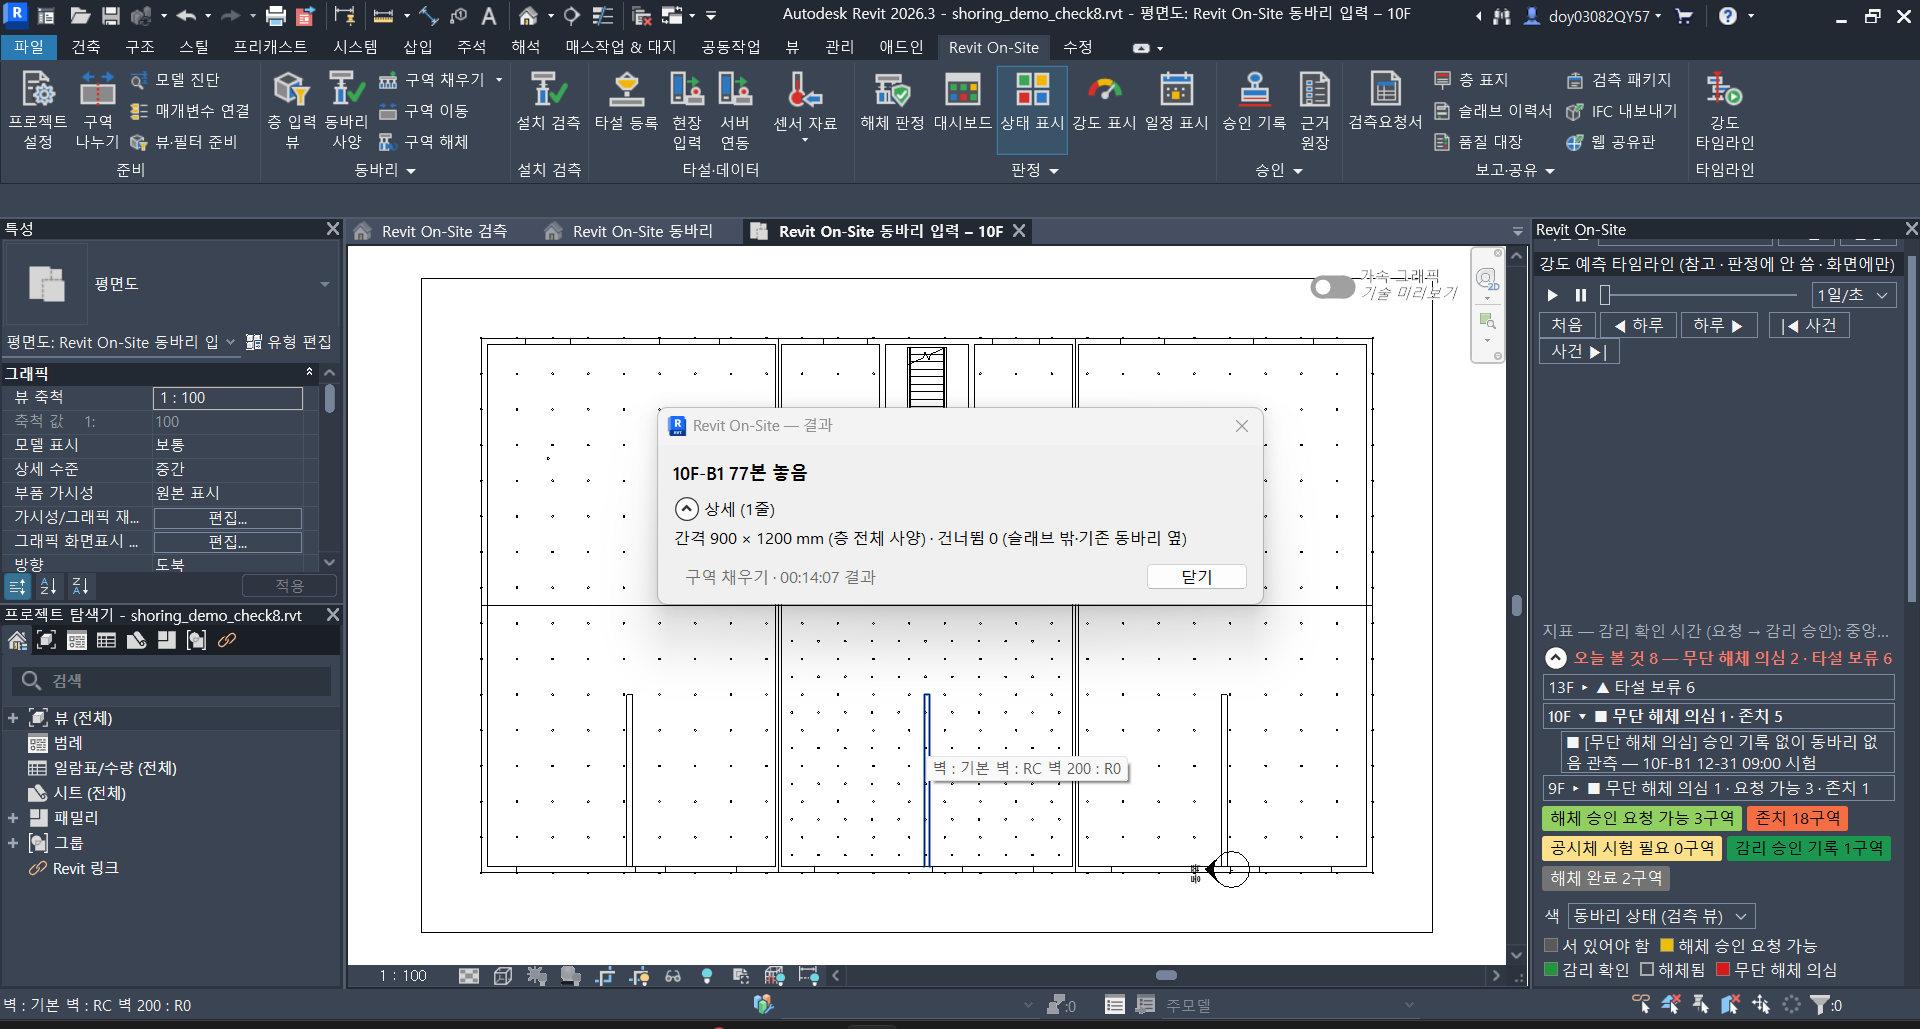 Autodesk Revit 2026.3 - shoring_demo_check8.rvt - 평면도: Revit On-Site 동바리 입력 – 10F
doy03082QY57
파일 건축 구조 스틸 프리캐스트 시스템 삽입 주석 해석 매스작업 & 대지 공동작업 뷰 관리 애드인 Revit On-Site 수정
프로젝트 설정
구역 나누기
모델 진단
매개변수 연결
뷰·필터 준비
준비
층 입력 뷰
동바리 사양
구역 채우기
구역 이동
구역 해체
동바리
설치 검측
설치 검측
타설 등록
현장 입력
서버 연동
센서 자료
타설·데이터
해체 판정
대시보드
상태 표시
강도 표시
일정 표시
판정
승인 기록
근거 원장
승인
검측요청서
층 표지
슬래브 이력서
품질 대장
검측 패키지
IFC 내보내기
웹 공유판
보고·공유
강도 타임라인
타임라인
특성
평면도
평면도: Revit On-Site 동바리 입
유형 편집
그래픽
뷰 축척 1 : 100
축척 값 1: 100
모델 표시 보통
상세 수준 중간
부품 가시성 원본 표시
가시성/그래픽 재... 편집...
그래픽 화면표시 ... 편집...
방향 도북
적용
프로젝트 탐색기 - shoring_demo_check8.rvt
검색
뷰 (전체)
범례
일람표/수량 (전체)
시트 (전체)
패밀리
그룹
Revit 링크
Revit On-Site 검측
Revit On-Site 동바리
Revit On-Site 동바리 입력 – 10F
가속 그래픽
기술 미리보기
2D
Revit On-Site — 결과
10F-B1 77본 놓음
상세 (1줄)
간격 900 × 1200 mm (층 전체 사양) · 건너뜀 0 (슬래브 밖·기존 동바리 옆)
구역 채우기 · 00:14:07 결과
닫기
벽 : 기본 벽 : RC 벽 200 : R0
1 : 100
Revit On-Site
강도 예측 타임라인 (참고 · 판정에 안 씀 · 화면에만)
1일/초
처음 ◀ 하루 하루 ▶ |◀ 사건
사건 ▶|
지표 — 감리 확인 시간 (요청 → 감리 승인): 중앙...
오늘 볼 것 8 — 무단 해체 의심 2 · 타설 보류 6
13F ▸ ▲ 타설 보류 6
10F ▾ ■ 무단 해체 의심 1 · 존치 5
■ [무단 해체 의심] 승인 기록 없이 동바리 없
음 관측 — 10F-B1 12-31 09:00 시험
9F ▸ ■ 무단 해체 의심 1 · 요청 가능 3 · 존치 1
해체 승인 요청 가능 3구역 존치 18구역
공시체 시험 필요 0구역 감리 승인 기록 1구역
해체 완료 2구역
색 동바리 상태 (검측 뷰)
서 있어야 함 해체 승인 요청 가능
감리 확인 해체됨 무단 해체 의심
벽 : 기본 벽 : RC 벽 200 : R0
:0
주모델
:0